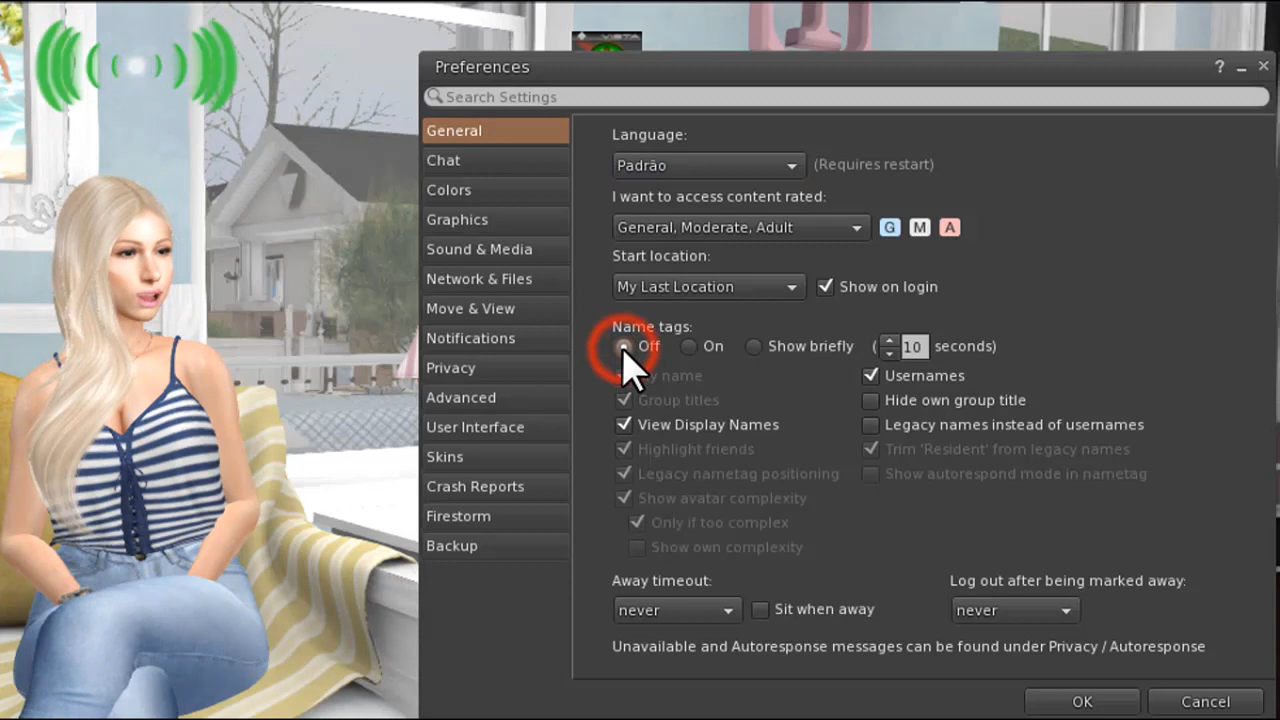 VISTA
Preferences
?
Search Settings
General
Chat
Colors
Graphics
Sound & Media
Network & Files
Move & View
Notifications
Privacy
Advanced
User Interface
Skins
Crash Reports
Firestorm
Backup
Language:
Padrão (Requires restart)
I want to access content rated:
General, Moderate, Adult G M A
Start location:
My Last Location Show on login
Name tags:
Off On Show briefly ( 10 seconds)
name Usernames
Group titles Hide own group title
View Display Names Legacy names instead of usernames
Highlight friends Trim 'Resident' from legacy names
Legacy nametag positioning Show autorespond mode in nametag
Show avatar complexity
Only if too complex
Show own complexity
Away timeout: Log out after being marked away:
never Sit when away never
Unavailable and Autoresponse messages can be found under Privacy / Autoresponse
OK Cancel